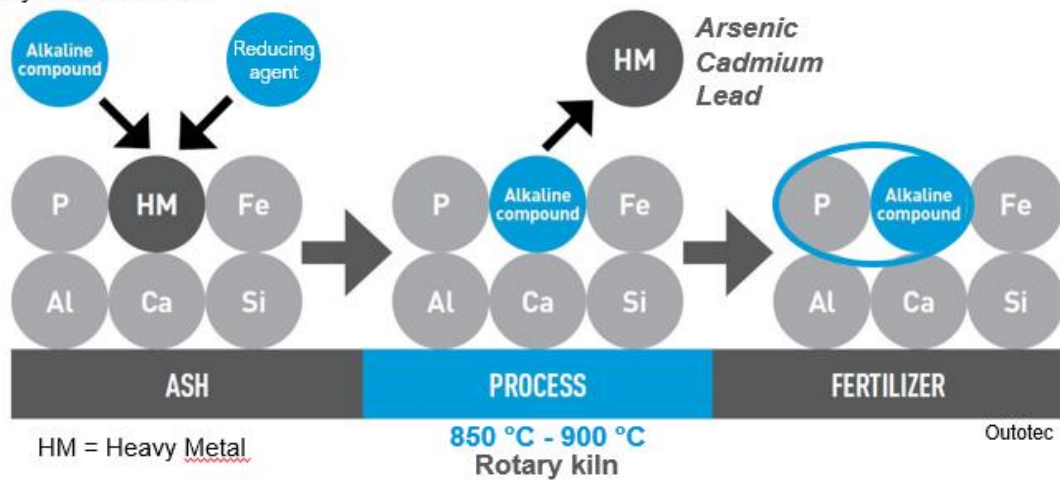 Alkaline
compound
Reducing
agent
HM
Arsenic
Cadmium
Lead
P HM Fe
Al Ca Si
P Alkaline
compound Fe
Al Ca Si
P Alkaline
compound Fe
Al Ca Si
ASH
PROCESS
FERTILIZER
HM = Heavy Metal
850 °C - 900 °C
Rotary kiln
Outotec